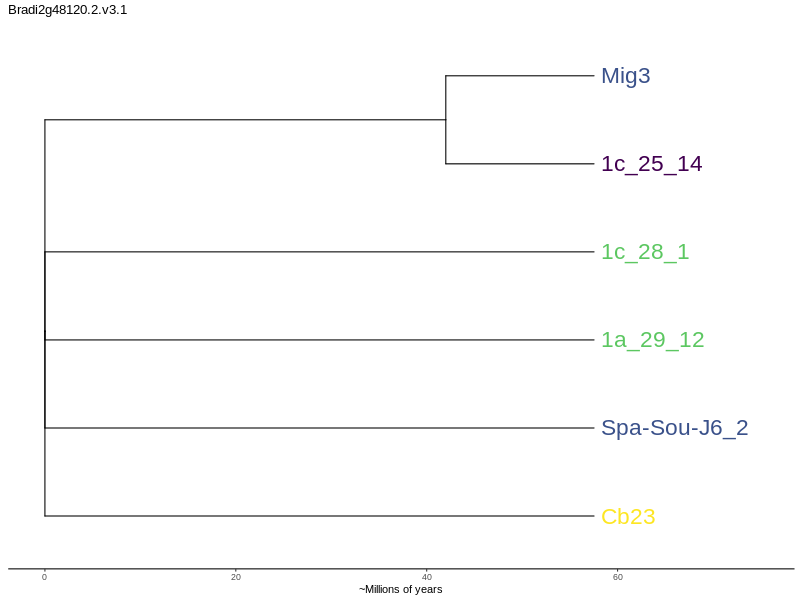 Bradi2g48120.2.v3.1
Mig3
1c_25_14
1c_28_1
1a_29_12
Spa-Sou-J6_2
Cb23
0 20 40 60
~Millions of years